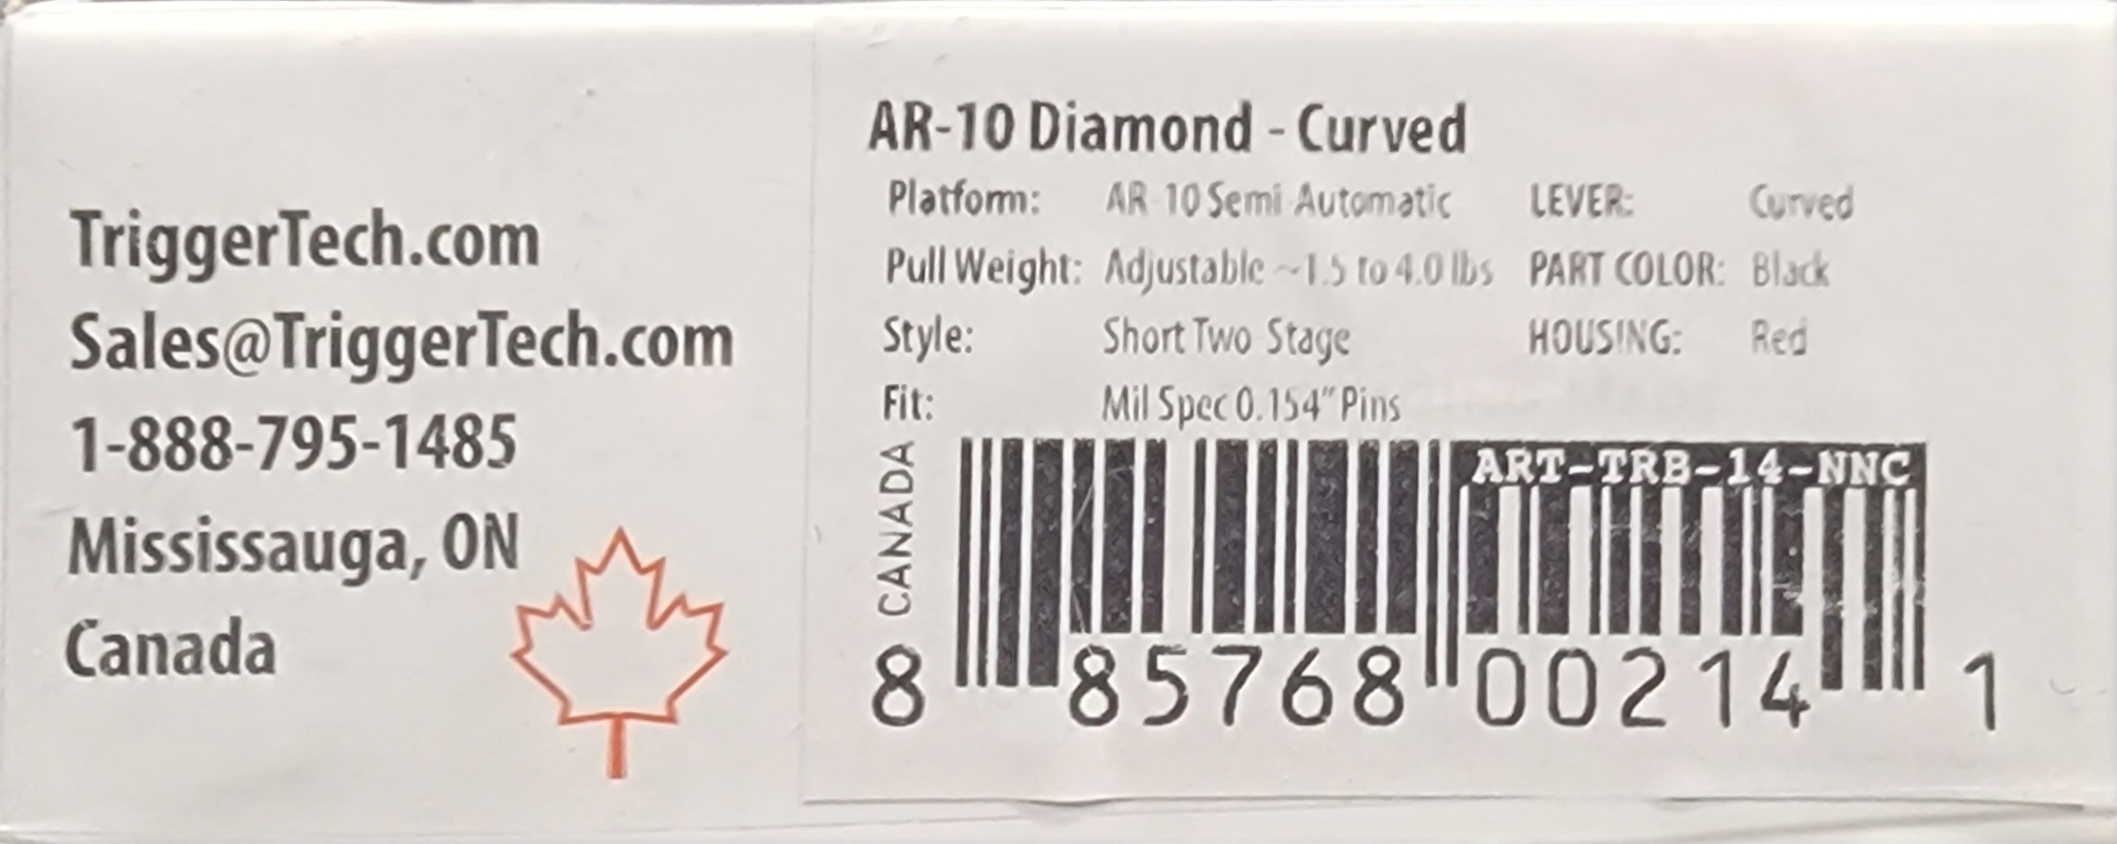 TriggerTech.com
Sales@TriggerTech.com
1-888-795-1485
Mississauga, ON
Canada
AR-10 Diamond - Curved
Platform: AR 10 Semi Automatic LEVER: Curved
Pull Weight: Adjustable ~1.5 to 4.0 lbs PART COLOR: Black
Style: Short Two Stage HOUSING: Red
Fit: Mil Spec 0.154" Pins
CANADA
ART-TRB-14-NNC
8 85768 00214 1